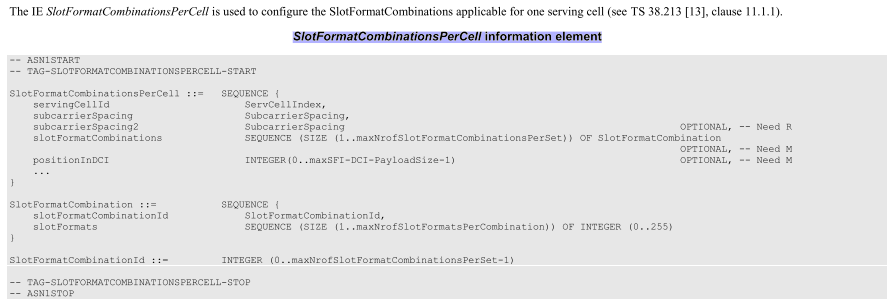 The IE SlotFormatCombinationsPerCell is used to configure the SlotFormatCombinations applicable for one serving cell (see TS 38.213 [13], clause 11.1.1).
SlotFormatCombinationsPerCell information element
-- ASN1START
-- TAG-SLOTFORMATCOMBINATIONSPERCELL-START
SlotFormatCombinationsPerCell ::= SEQUENCE {
servingCellId ServCellIndex,
subcarrierSpacing SubcarrierSpacing,
subcarrierSpacing2 SubcarrierSpacing OPTIONAL, -- Need R
slotFormatCombinations SEQUENCE (SIZE (1..maxNrofSlotFormatCombinationsPerSet)) OF SlotFormatCombination
OPTIONAL, -- Need M
positionInDCI INTEGER(0..maxSFI-DCI-PayloadSize-1) OPTIONAL, -- Need M
...
}
SlotFormatCombination ::= SEQUENCE {
slotFormatCombinationId SlotFormatCombinationId,
slotFormats SEQUENCE (SIZE (1..maxNrofSlotFormatsPerCombination)) OF INTEGER (0..255)
}
SlotFormatCombinationId ::= INTEGER (0..maxNrofSlotFormatCombinationsPerSet-1)
-- TAG-SLOTFORMATCOMBINATIONSPERCELL-STOP
-- ASN1STOP